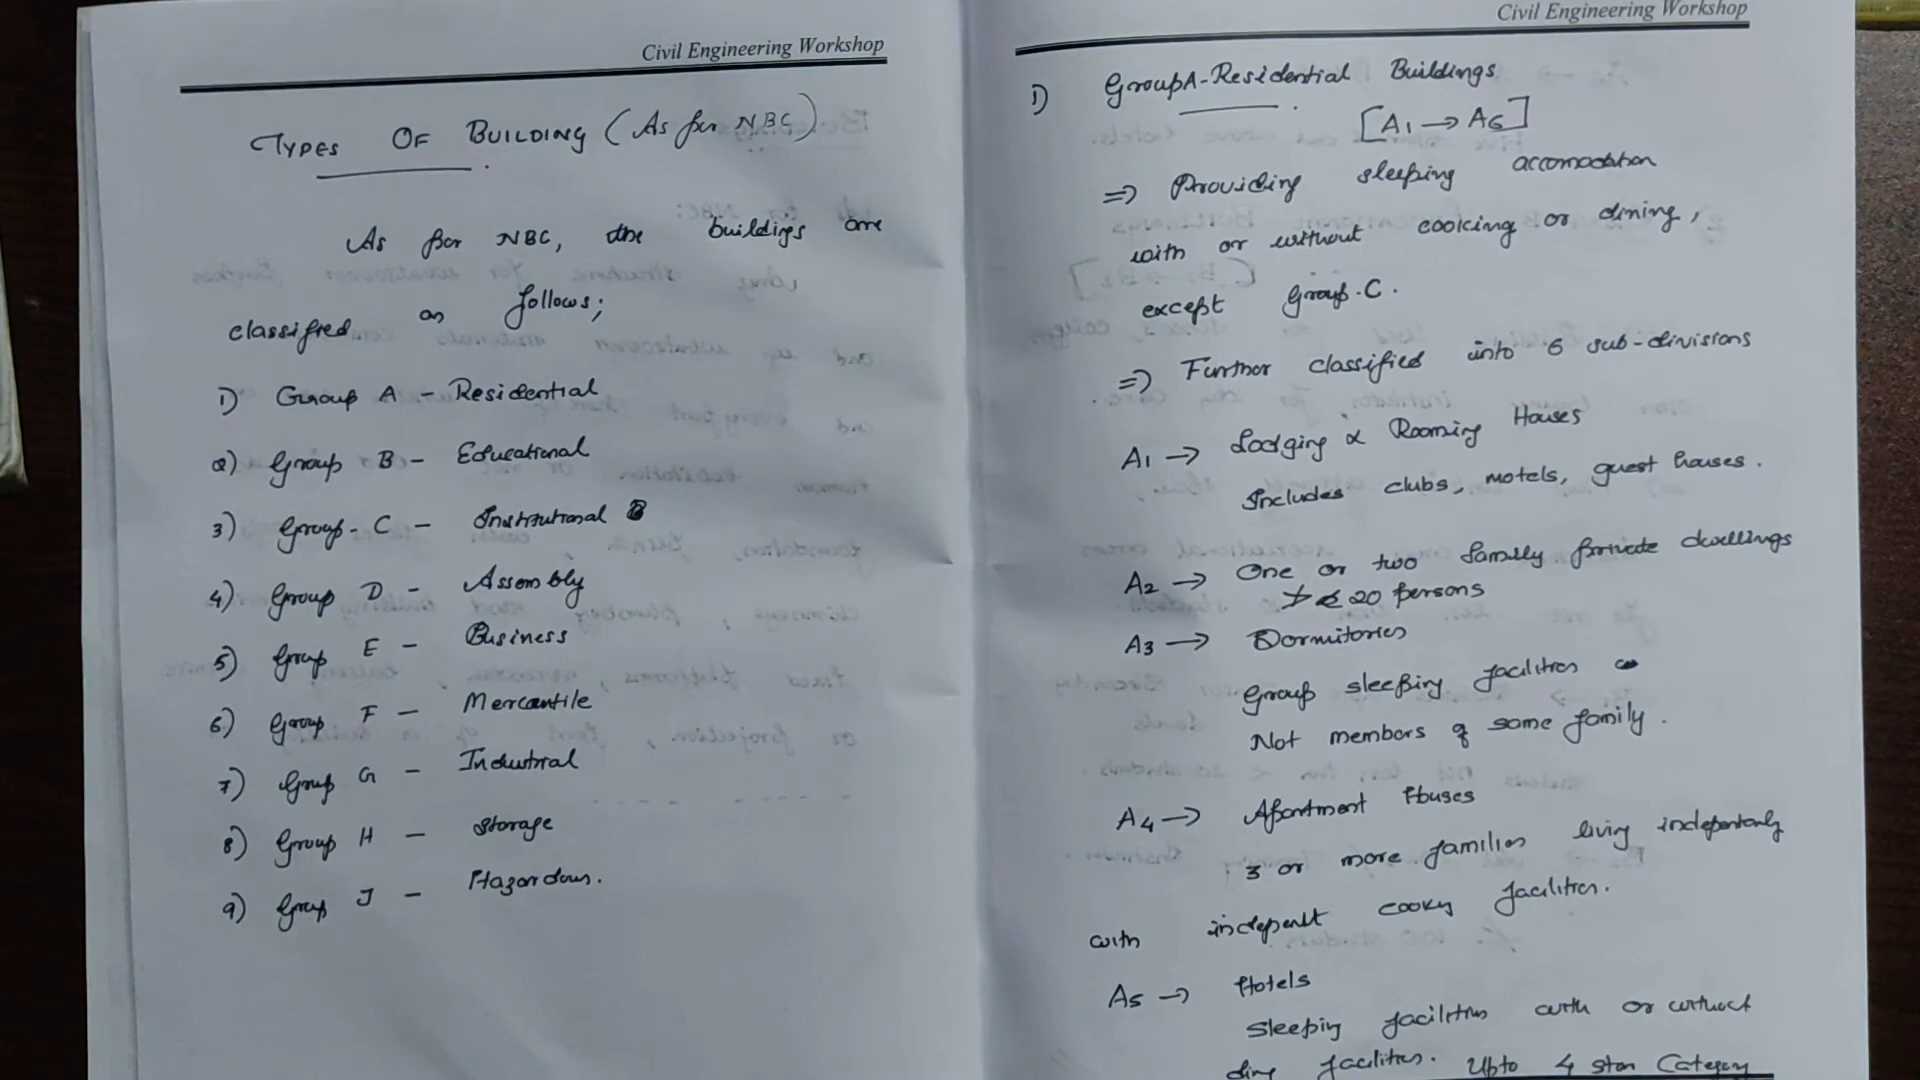 Civil Engineering Workshop
TYPES OF BUILDING (As per NBC)
As per NBC, the buildings are
classified as follows;
1) Group A - Residential
2) Group B - Educational
3) Group - C - Institutional
4) Group D - Assembly
5) Group E - Business
6) Group F - Mercantile
7) Group G - Industrial
8) Group H - Storage
9) Group J - Hazardous.
Civil Engineering Workshop
1) Group A - Residential Buildings
[A1 → A6]
⇒ Providing sleeping accomodation
with or without cooking or dining,
except Group. C.
⇒ Further classified into 6 sub-divisions
A1 → Lodging & Rooming Houses
Includes clubs, motels, guest houses.
A2 → One or two family private dwellings
20 persons
A3 → Dormitories
Group sleeping facilities
Not members of same family.
A4 → Apartment Houses
3 or more families living independently
with independent cooking facilities.
A5 → Hotels
Sleeping facilities with or without
facilities. Upto 4 star Category